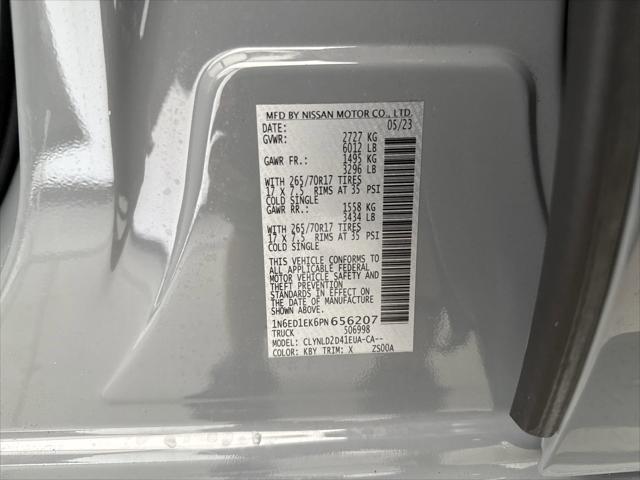 MFD BY NISSAN MOTOR CO., LTD.
DATE: 05/23
GVWR: 2727 KG
6012 LB
GAWR FR.: 1495 KG
3296 LB
WITH 265/70R17 TIRES
17 X 7.5 RIMS AT 35 PSI
COLD SINGLE
GAWR RR.: 1558 KG
3434 LB
WITH 265/70R17 TIRES
17 X 7.5 RIMS AT 35 PSI
COLD SINGLE
THIS VEHICLE CONFORMS TO
ALL APPLICABLE FEDERAL
MOTOR VEHICLE SAFETY AND
THEFT PREVENTION
STANDARDS IN EFFECT ON
THE DATE OF MANUFACTURE
SHOWN ABOVE.
1N6ED1EK6PN656207
TRUCK 506998
MODEL: CLYNLD2D41EUA-CA--
COLOR: KBY TRIM: X ZS00A